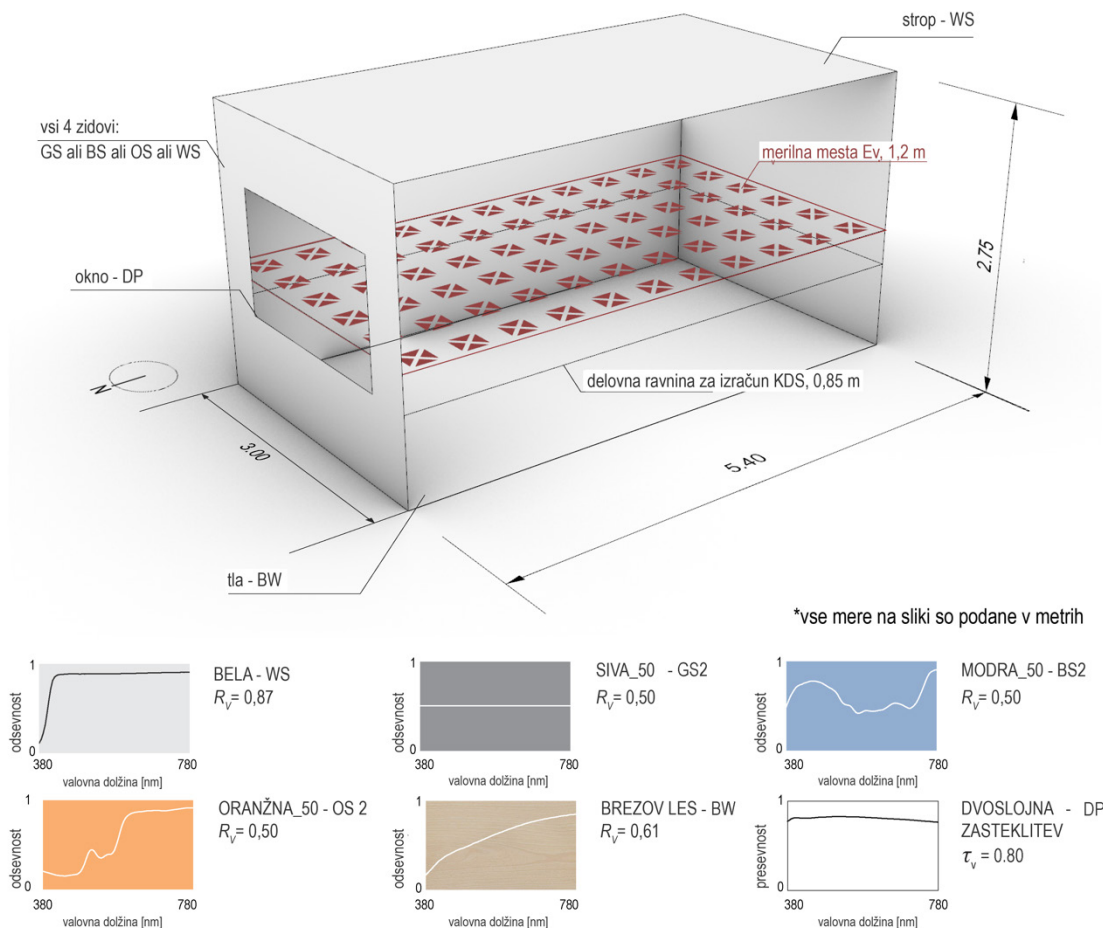 strop - WS
vsi 4 zidovi:
GS ali BS ali OS ali WS
merilna mesta Ev, 1,2 m
okno - DP
2.75
delovna ravnina za izračun KDS, 0,85 m
N
3.00
5.40
tla - BW
*vse mere na sliki so podane v metrih
1
odsevnost
0
380
780
valovna dolžina [nm]
BELA - WS
Rv= 0,87
1
odsevnost
0
380
780
valovna dolžina [nm]
SIVA_50 - GS2
Rv= 0,50
1
odsevnost
0
380
780
valovna dolžina [nm]
MODRA_50 - BS2
Rv= 0,50
1
odsevnost
0
380
780
valovna dolžina [nm]
ORANŽNA_50 - OS 2
Rv= 0,50
1
odsevnost
0
380
780
valovna dolžina [nm]
BREZOV LES - BW
Rv= 0,61
1
presevnost
0
380
780
valovna dolžina [nm]
DVOSLOJNA - DP
ZASTEKLITEV
τv = 0.80